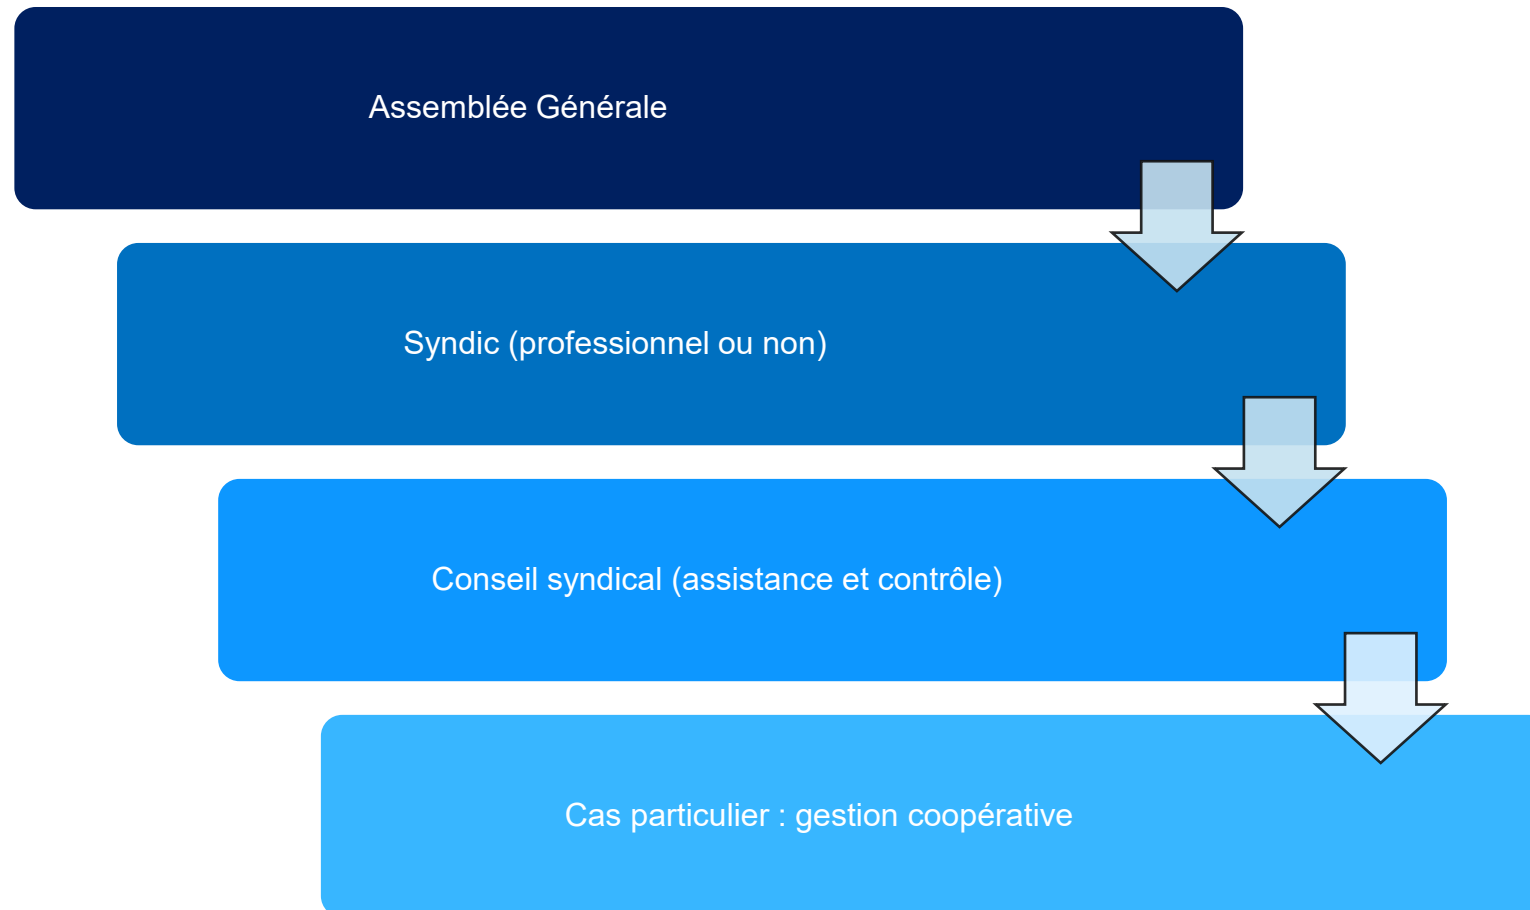 Assemblée Générale
Syndic (professionnel ou non)
Conseil syndical (assistance et contrôle)
Cas particulier : gestion coopérative